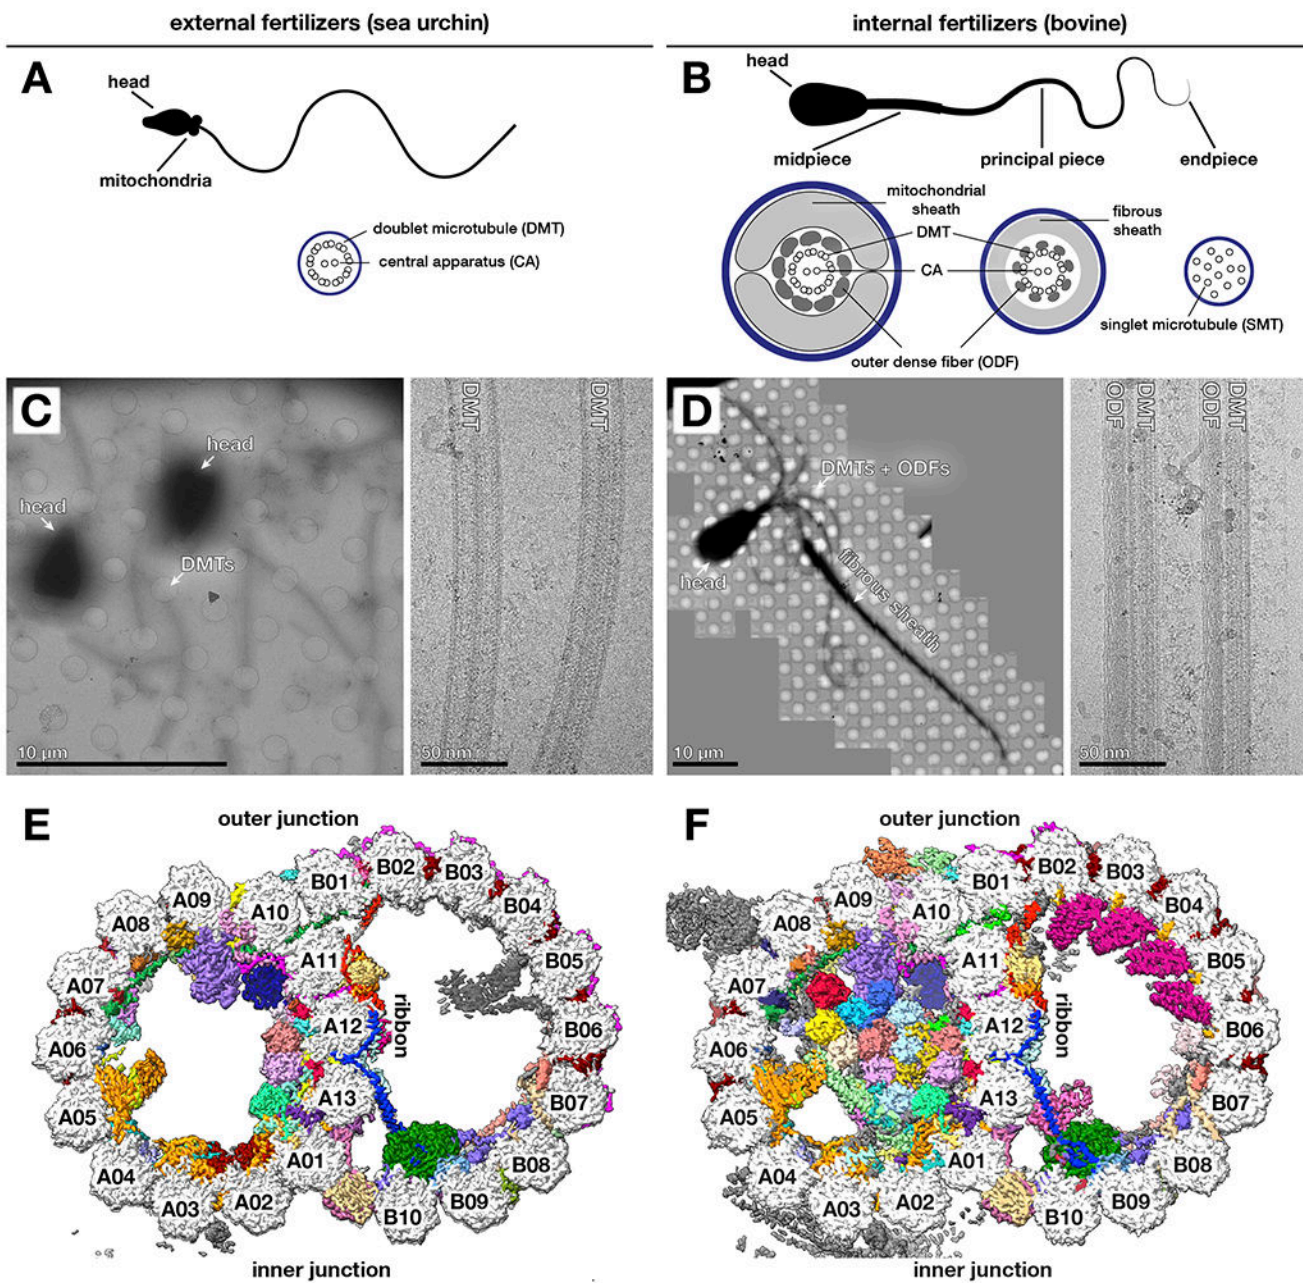 external fertilizers (sea urchin)
internal fertilizers (bovine)
A
head
mitochondria
doublet microtubule (DMT)
central apparatus (CA)
B
head
midpiece
principal piece
endpiece
mitochondrial
sheath
DMT
CA
fibrous
sheath
singlet microtubule (SMT)
outer dense fiber (ODF)
C
head
head
DMTs
10 µm
DMT
DMT
50 nm
D
DMTs + ODFs
head
fibrous sheath
10 µm
ODF
DMT
ODF
DMT
50 nm
E
outer junction
A09
A10
B01
B02
B03
B04
A08
A11
B05
A07
A12
ribbon
B06
A06
A05
A13
B07
A04
A01
B08
A03
A02
B10
B09
inner junction
F
outer junction
A09
A10
B01
B02
B03
B04
A08
A11
B05
A07
A12
ribbon
B06
A06
A05
A13
B07
A04
A01
B08
A03
A02
B10
B09
inner junction